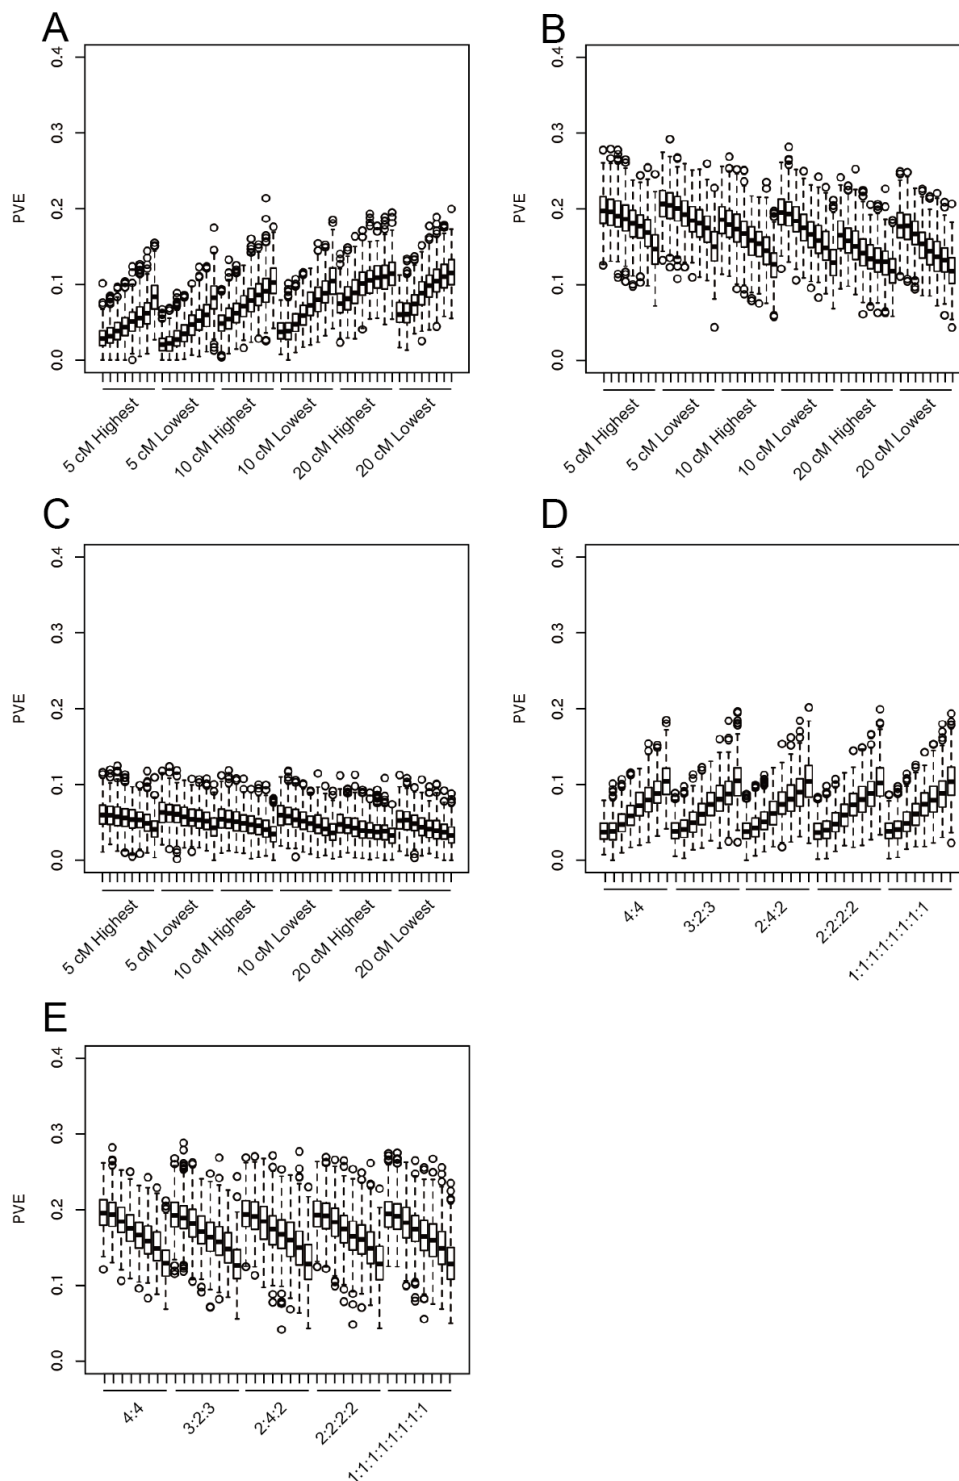 A
PVE
0.4
0.3
0.2
0.1
0.0
5 cM Highest
5 cM Lowest
10 cM Highest
10 cM Lowest
20 cM Highest
20 cM Lowest
B
PVE
0.4
0.3
0.2
0.1
0.0
5 cM Highest
5 cM Lowest
10 cM Highest
10 cM Lowest
20 cM Highest
20 cM Lowest
C
PVE
0.4
0.3
0.2
0.1
0.0
5 cM Highest
5 cM Lowest
10 cM Highest
10 cM Lowest
20 cM Highest
20 cM Lowest
D
PVE
0.4
0.3
0.2
0.1
0.0
4:4
3:2:3
2:4:2
2:2:2:2
1:1:1:1:1:1:1:1
E
PVE
0.4
0.3
0.2
0.1
0.0
4:4
3:2:3
2:4:2
2:2:2:2
1:1:1:1:1:1:1:1